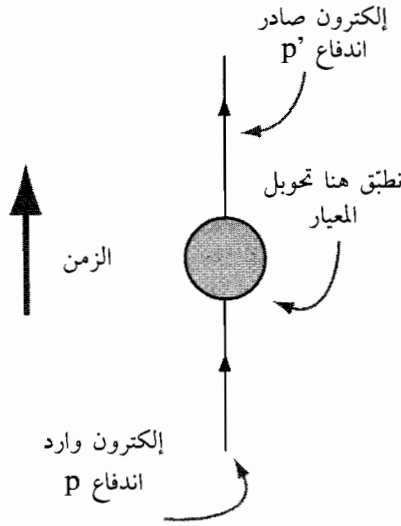 إلكترون صادر
اندفاع p'
نطبّق هنا تحويل
المعيار
الزمن
إلكترون وارد
اندفاع p